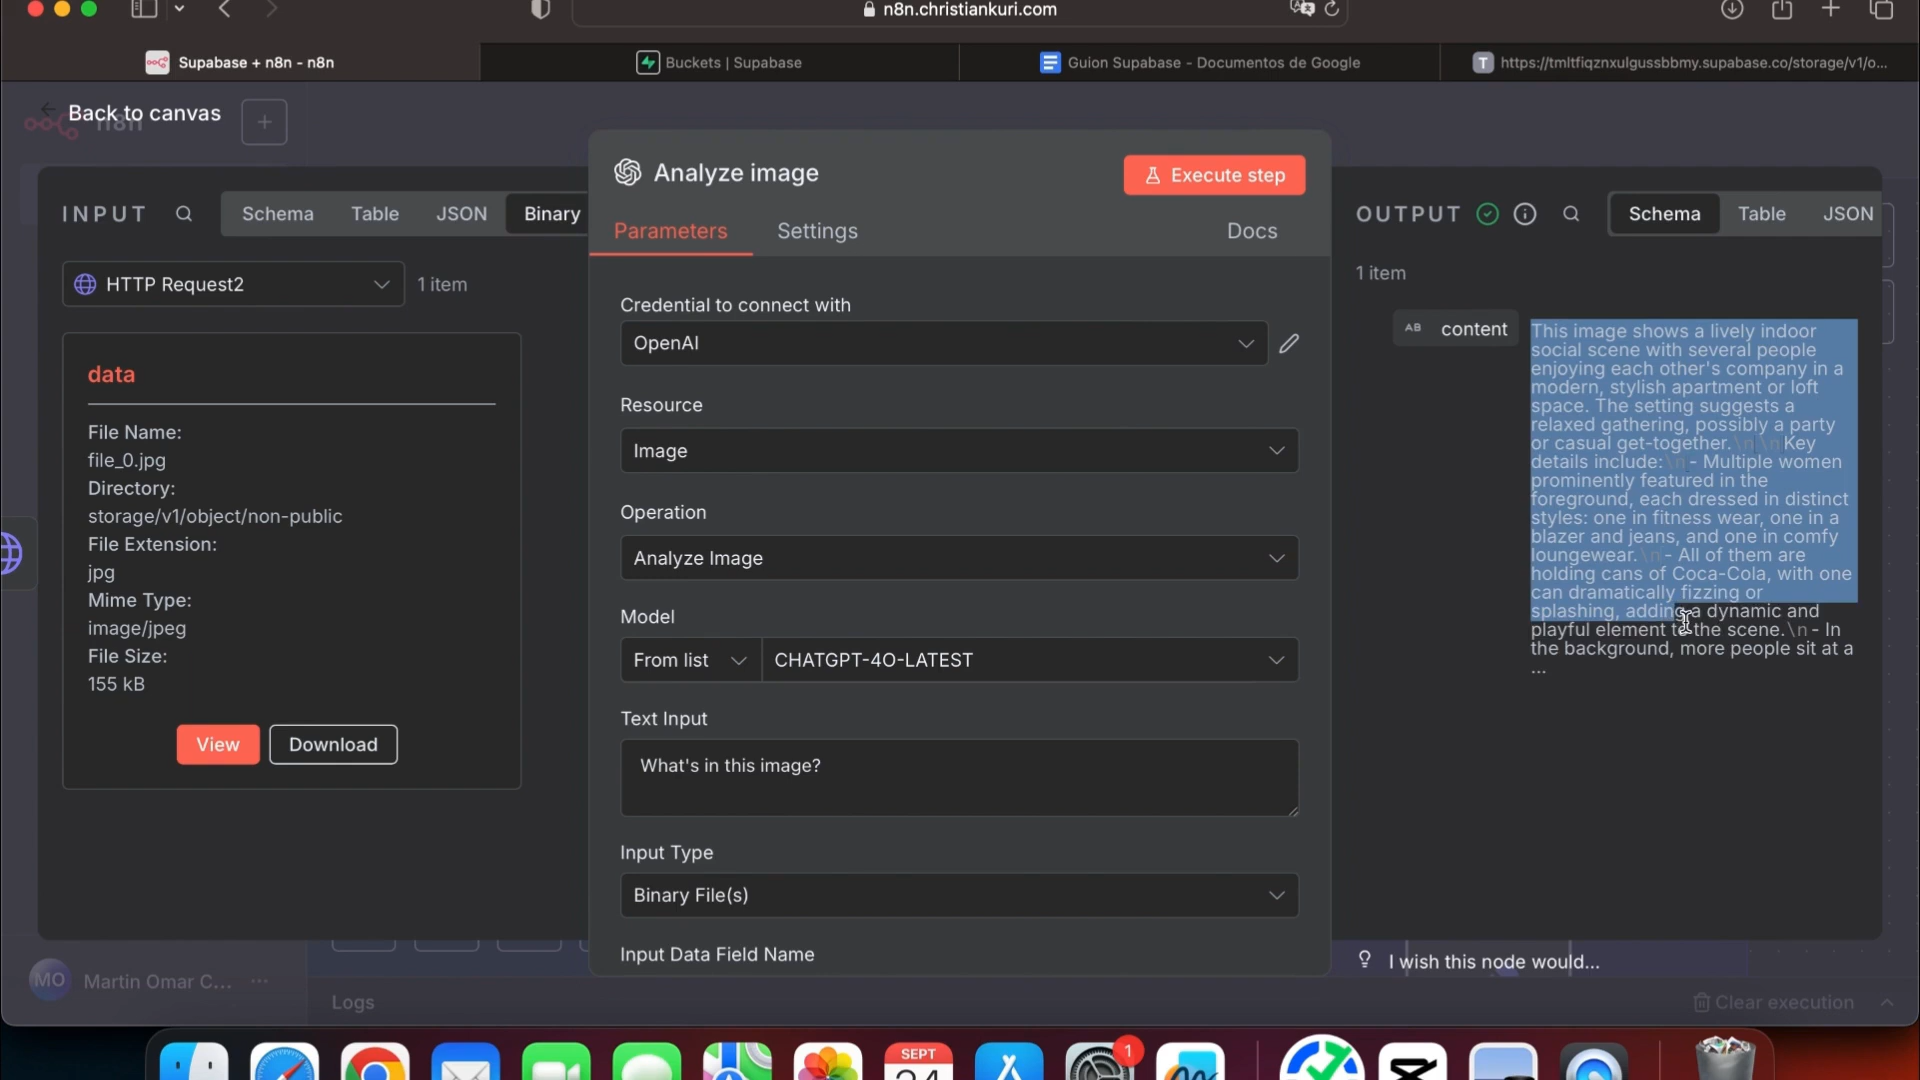 n8n.christiankuri.com
Supabase + n8n - n8n
Buckets | Supabase
Guion Supabase - Documentos de Google
T
https://tmltfiqznxulgussbbmy.supabase.co/storage/v1/o...
Back to canvas
n8n
Analyze image
Execute step
INPUT
Schema
Table
JSON
Binary
OUTPUT
Schema
Table
JSON
Parameters
Settings
Docs
HTTP Request2
1 item
1 item
data
File Name:
file_0.jpg
Directory:
storage/v1/object/non-public
File Extension:
jpg
Mime Type:
image/jpeg
File Size:
155 kB
View
Download
Credential to connect with
OpenAI
Resource
Image
Operation
Analyze Image
Model
From list
CHATGPT-4O-LATEST
Text Input
What's in this image?
Input Type
Binary File(s)
Input Data Field Name
AB content
This image shows a lively indoor
social scene with several people
enjoying each other's company in a
modern, stylish apartment or loft
space. The setting suggests a
relaxed gathering, possibly a party
or casual get-together.\n\nKey
details include:\n- Multiple women
prominently featured in the
foreground, each dressed in distinct
styles: one in fitness wear, one in a
blazer and jeans, and one in comfy
loungewear.\n- All of them are
holding cans of Coca-Cola, with one
can dramatically fizzing or
splashing, adding a dynamic and
playful element to the scene.\n- In
the background, more people sit at a
...
I wish this node would...
MO
Martin Omar C...
Logs
Clear execution
SEPT
24
1